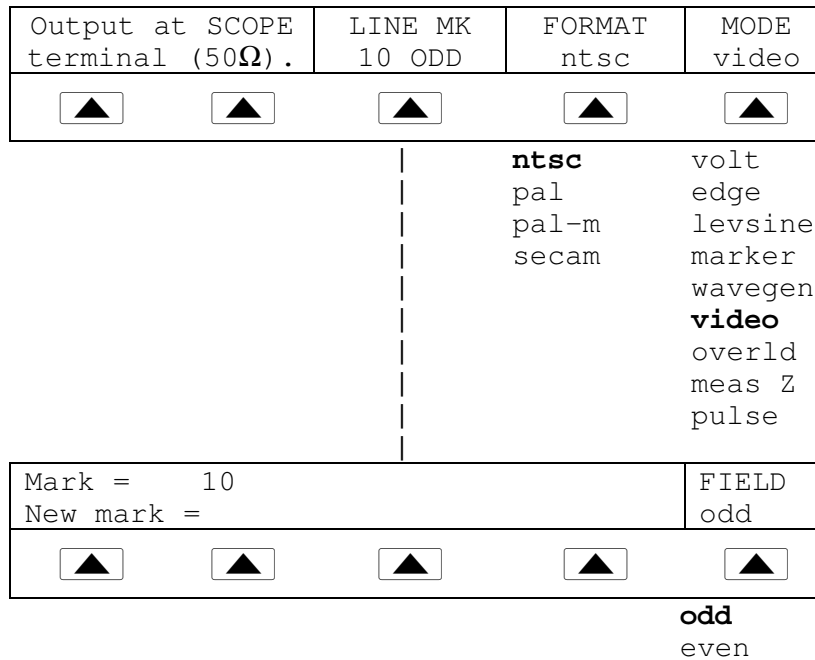 Output at SCOPE LINE MK FORMAT MODE
terminal (50Ω). 10 ODD ntsc video
ntsc volt
pal edge
pal-m levsine
secam marker
wavegen
video
overld
meas Z
pulse
Mark = 10 FIELD
New mark = odd
odd
even